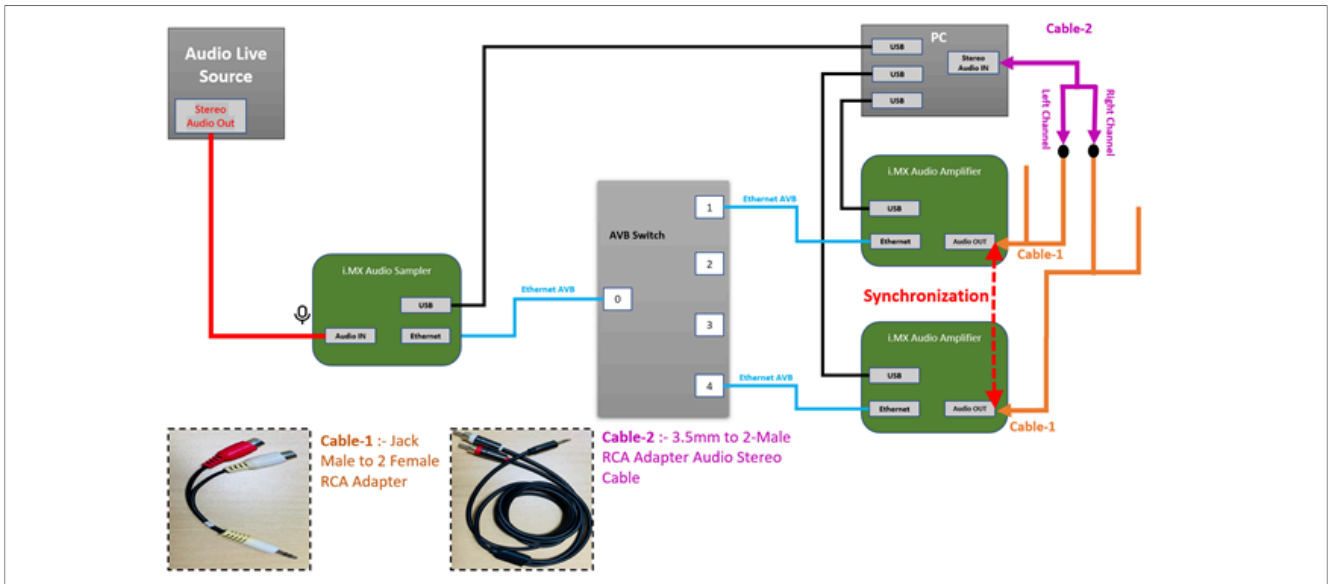 Audio Live
Source
Stereo
Audio Out
PC
USB
USB
USB
Stereo
Audio IN
Cable-2
Left Channel
Right Channel
i.MX Audio Amplifier
USB
Ethernet
Audio OUT
Cable-1
AVB Switch
0
1
2
3
4
Ethernet AVB
Ethernet AVB
Ethernet AVB
i.MX Audio Sampler
USB
Audio IN
Ethernet
Synchronization
i.MX Audio Amplifier
USB
Ethernet
Audio OUT
Cable-1
Cable-1 :- Jack
Male to 2 Female
RCA Adapter
Cable-2 :- 3.5mm to 2-Male
RCA Adapter Audio Stereo
Cable